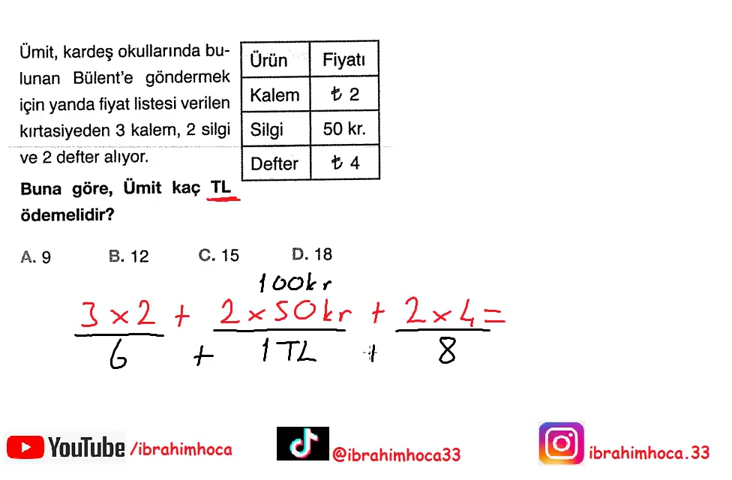 Ümit, kardeş okullarında bu-
lunan Bülent'e göndermek
için yanda fiyat listesi verilen
kırtasiyeden 3 kalem, 2 silgi
ve 2 defter alıyor.
Ürün Fiyatı
Kalem ₺ 2
Silgi 50 kr.
Defter ₺ 4
Buna göre, Ümit kaç TL
ödemelidir?
A. 9 B. 12 C. 15 D. 18
100kr
3 x 2 + 2 x 50kr + 2 x 4 =
6 + 1 TL + 8
YouTube /ibrahimhoca
@ibrahimhoca33
ibrahimhoca.33